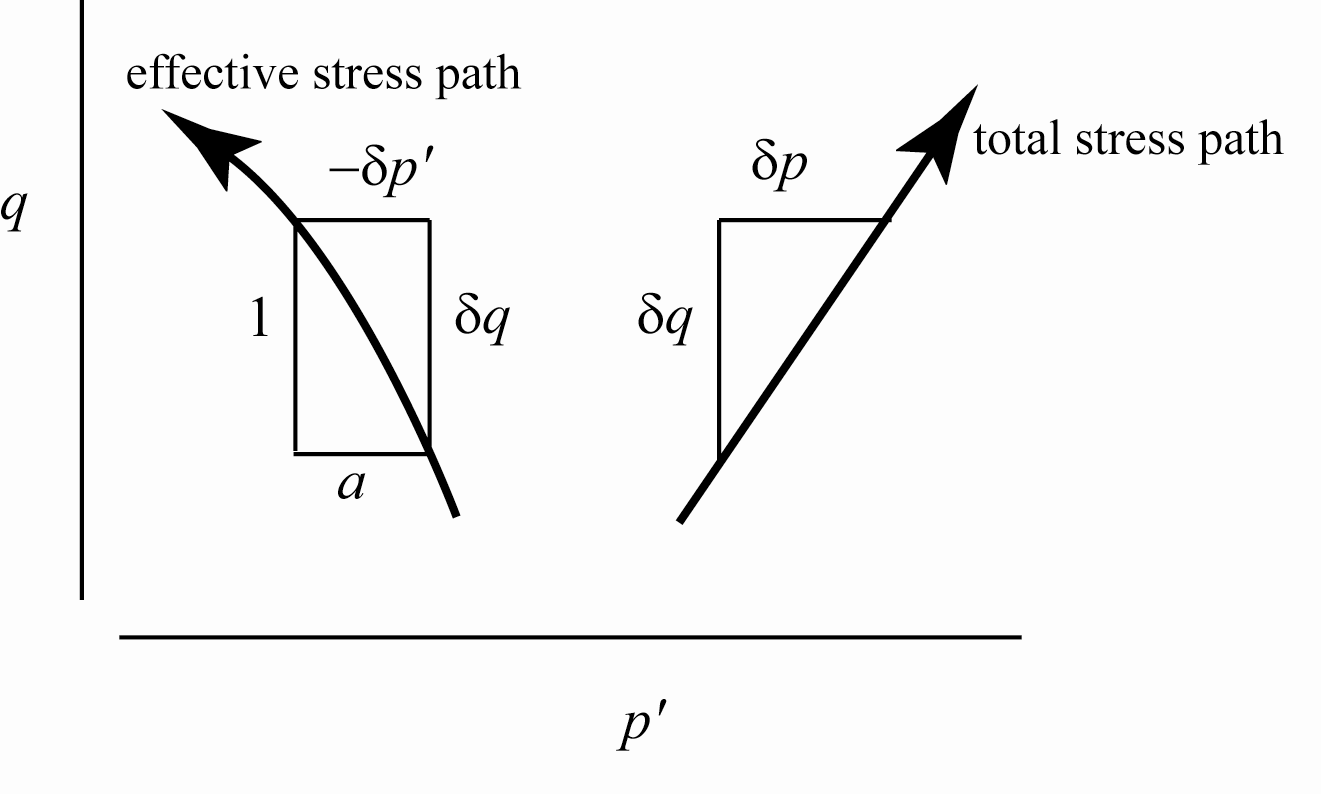 effective stress path
total stress path
−δp′
δp
q
1
δq
δq
a
p′